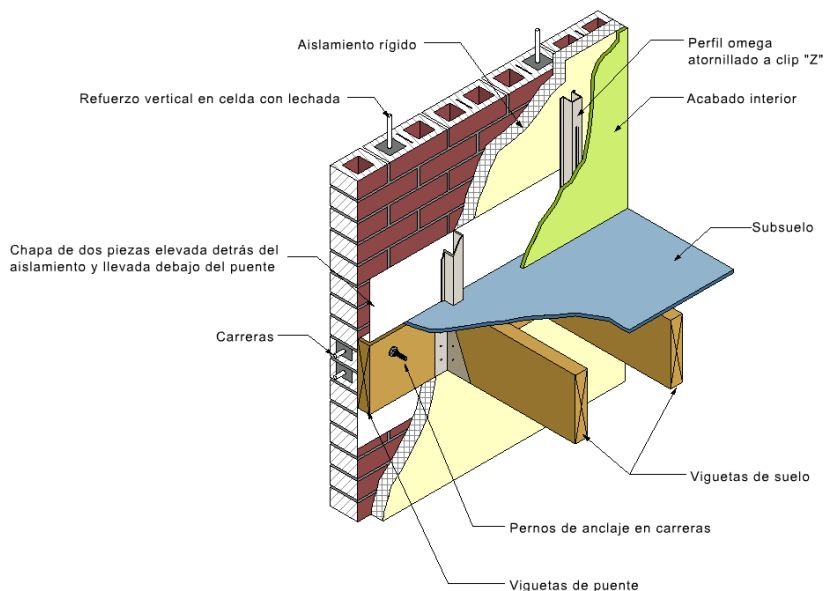 Aislamiento rígido
Perfil omega
atornillado a clip "Z"
Refuerzo vertical en celda con lechada
Acabado interior
Subsuelo
Chapa de dos piezas elevada detrás del
aislamiento y llevada debajo del puente
Carreras
Viguetas de suelo
Pernos de anclaje en carreras
Viguetas de puente